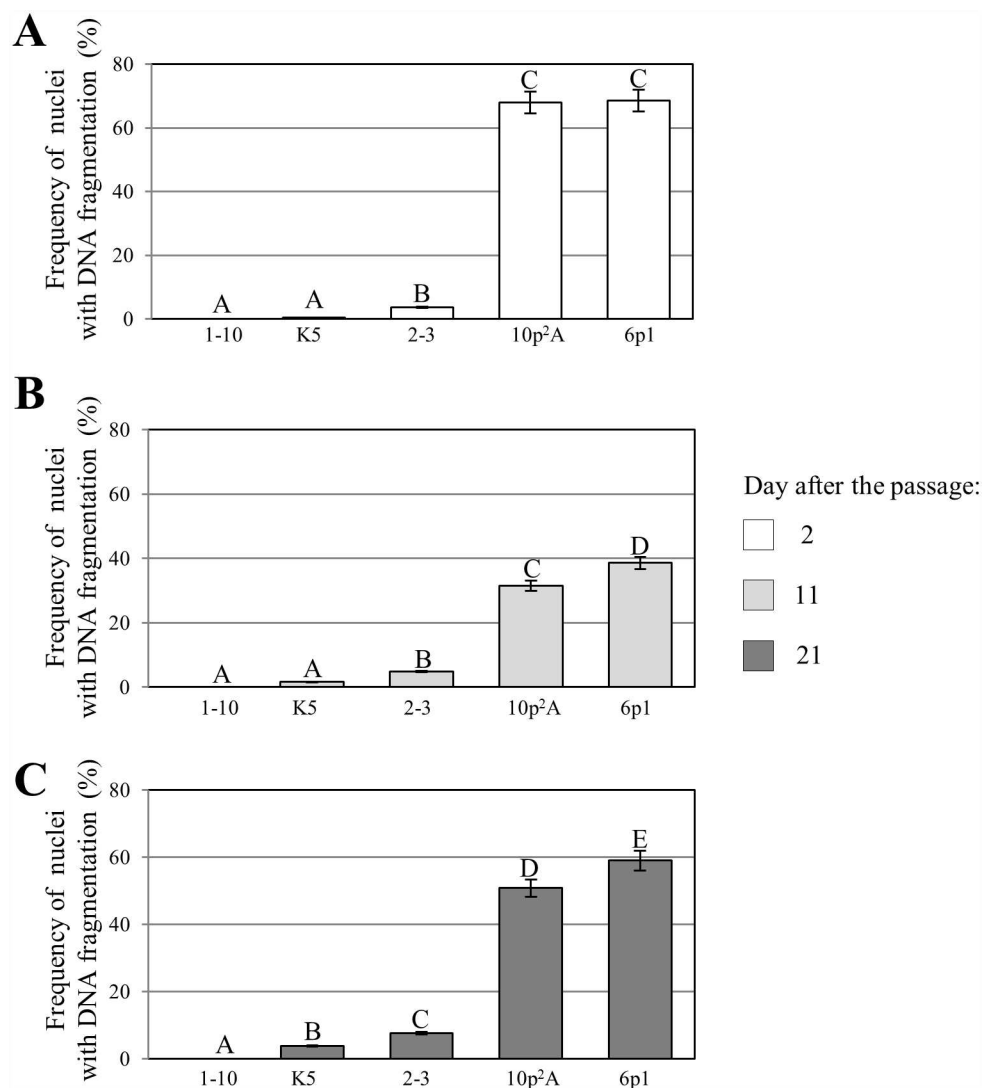 A
Frequency of nuclei
with DNA fragmentation (%)
80
60
40
20
0
A
A
B
C
C
1-10
K5
2-3
10p²A
6p1
B
Frequency of nuclei
with DNA fragmentation (%)
80
60
40
20
0
A
A
B
C
D
1-10
K5
2-3
10p²A
6p1
Day after the passage:
2
11
21
C
Frequency of nuclei
with DNA fragmentation (%)
80
60
40
20
0
A
B
C
D
E
1-10
K5
2-3
10p²A
6p1